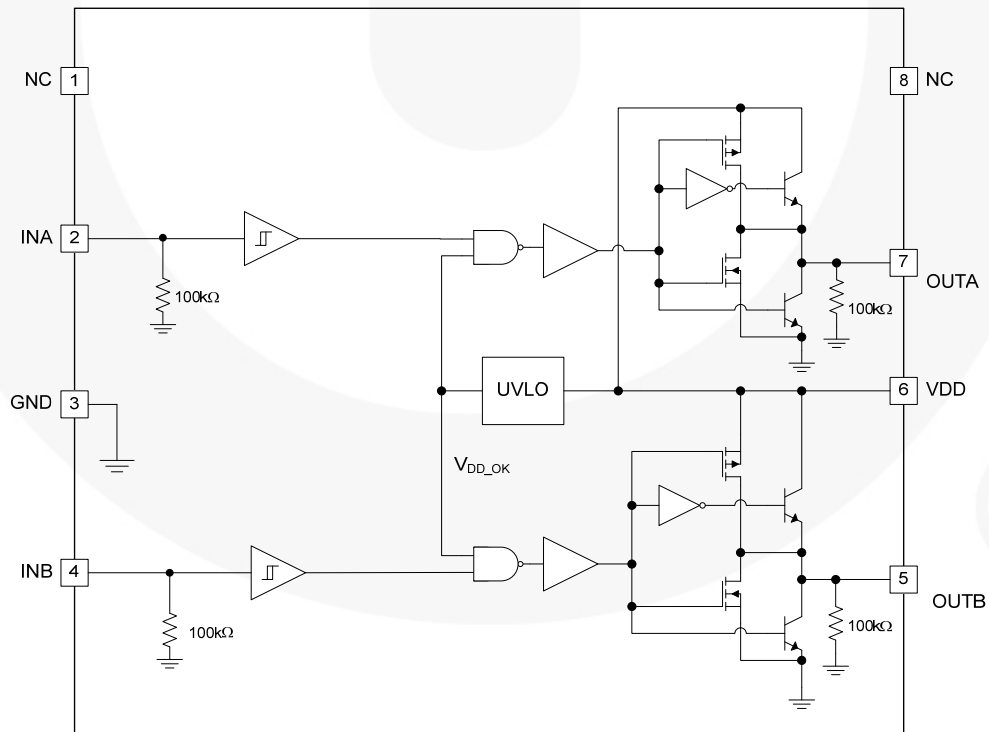 NC 1
8 NC
INA 2
100kΩ
7
OUTA
100kΩ
UVLO
6 VDD
GND 3
VDD_OK
INB 4
100kΩ
5
OUTB
100kΩ